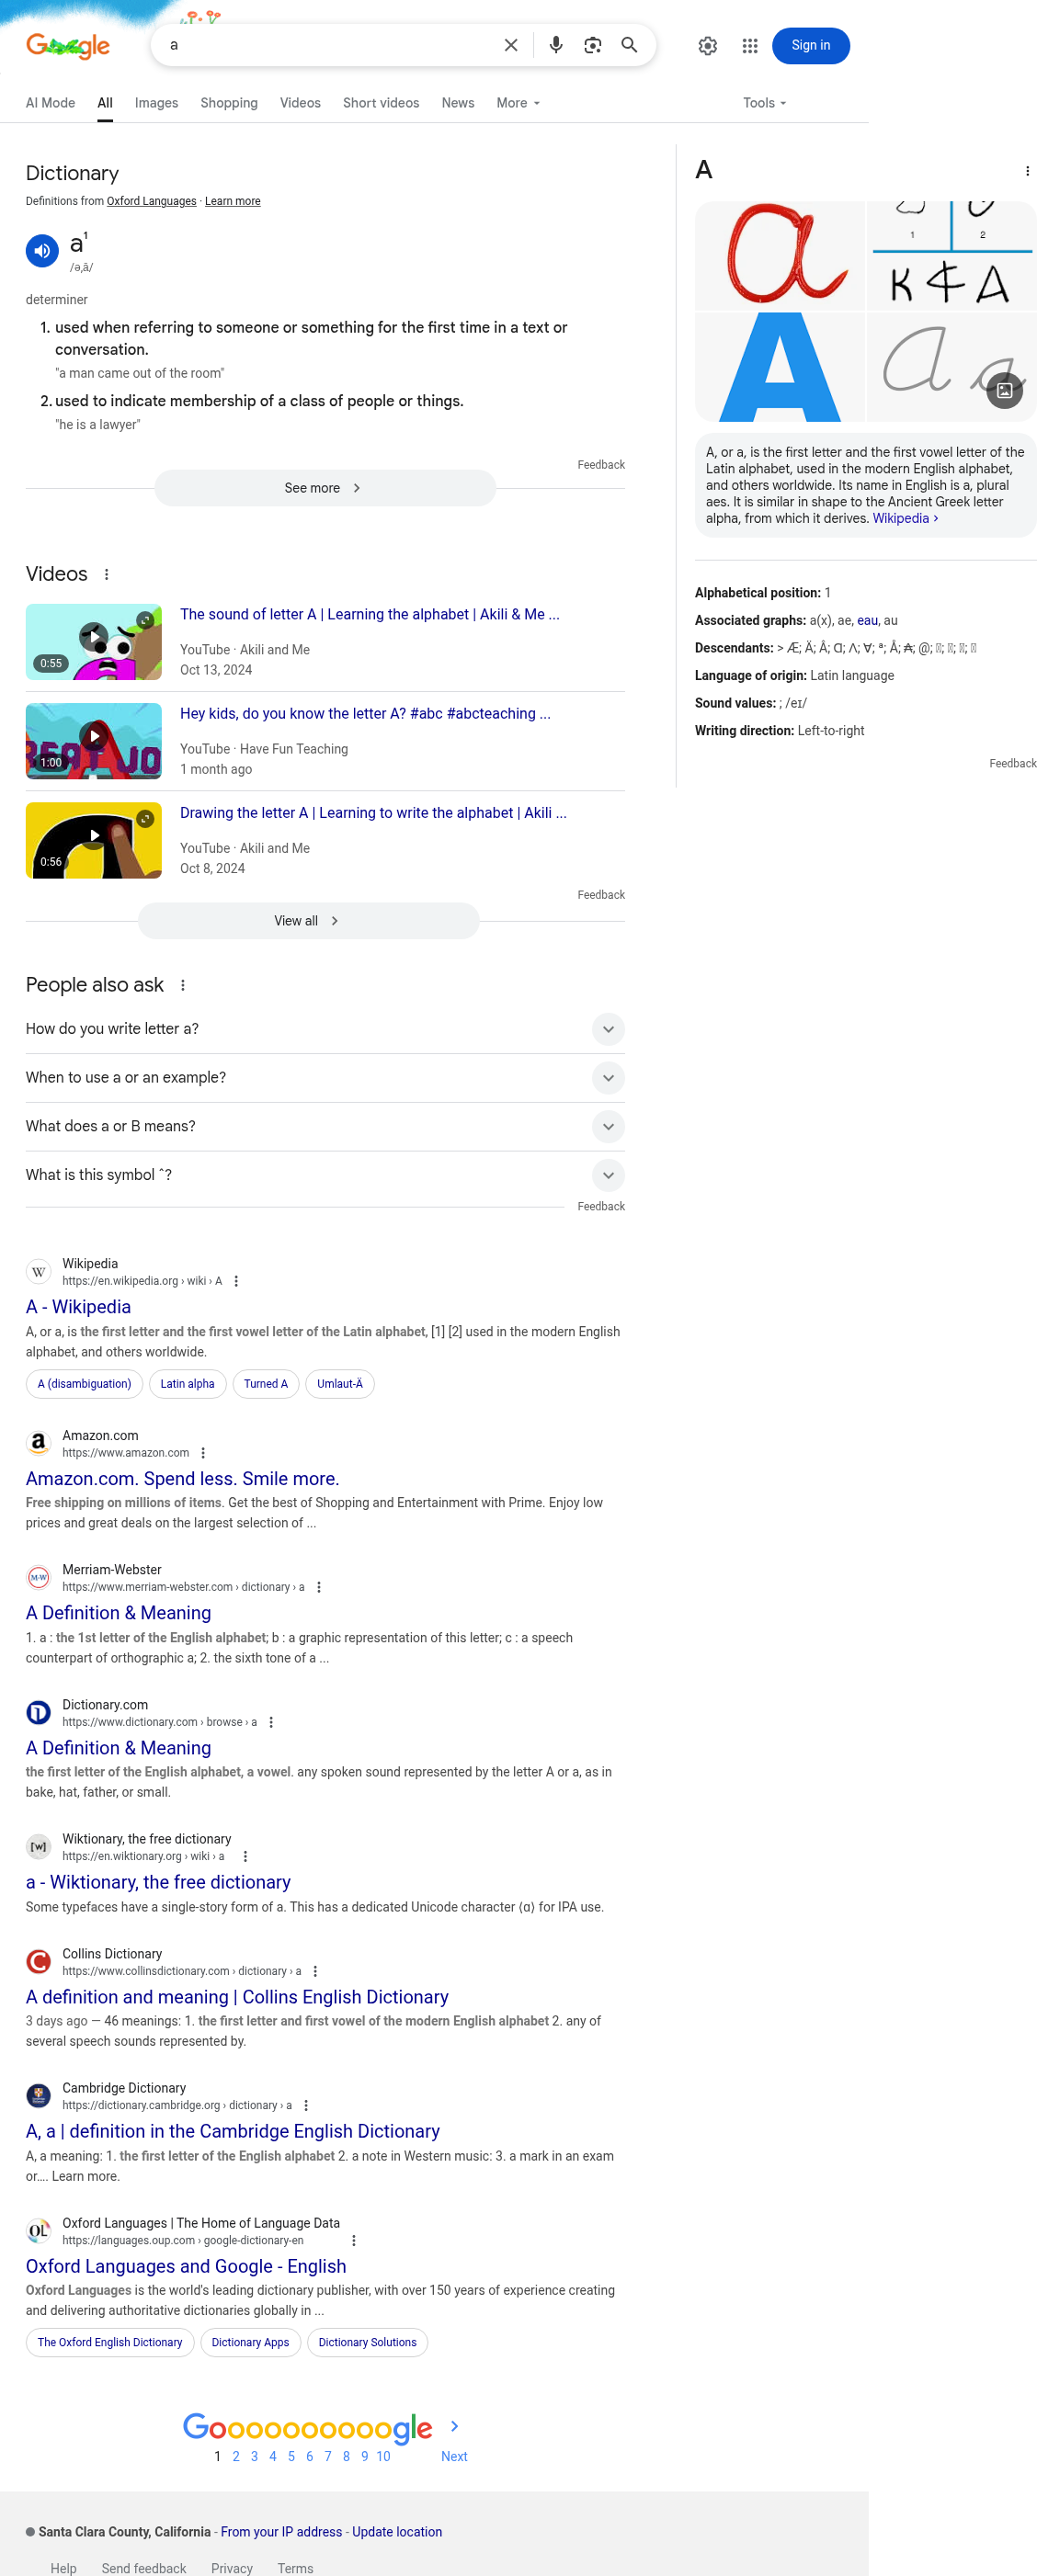 Google
a
Sign in
AI Mode
All
Images
Shopping
Videos
Short videos
News
More
Tools
Dictionary
Definitions from Oxford Languages · Learn more
a¹
/ə,ā/
determiner
1. used when referring to someone or something for the first time in a text or
conversation.
"a man came out of the room"
2. used to indicate membership of a class of people or things.
"he is a lawyer"
Feedback
See more
Videos
The sound of letter A | Learning the alphabet | Akili & Me ...
0:55
YouTube · Akili and Me
Oct 13, 2024
Hey kids, do you know the letter A? #abc #abcteaching ...
1:00
YouTube · Have Fun Teaching
1 month ago
Drawing the letter A | Learning to write the alphabet | Akili ...
0:56
YouTube · Akili and Me
Oct 8, 2024
Feedback
View all
People also ask
How do you write letter a?
When to use a or an example?
What does a or B means?
What is this symbol ˆ?
Feedback
W
Wikipedia
https://en.wikipedia.org › wiki › A
A - Wikipedia
A, or a, is the first letter and the first vowel letter of the Latin alphabet, [1] [2] used in the modern English
alphabet, and others worldwide.
A (disambiguation)
Latin alpha
Turned A
Umlaut-Ä
a
Amazon.com
https://www.amazon.com
Amazon.com. Spend less. Smile more.
Free shipping on millions of items. Get the best of Shopping and Entertainment with Prime. Enjoy low
prices and great deals on the largest selection of ...
M-W
Merriam-Webster
https://www.merriam-webster.com › dictionary › a
A Definition & Meaning
1. a : the 1st letter of the English alphabet; b : a graphic representation of this letter; c : a speech
counterpart of orthographic a; 2. the sixth tone of a ...
Dictionary.com
https://www.dictionary.com › browse › a
A Definition & Meaning
the first letter of the English alphabet, a vowel. any spoken sound represented by the letter A or a, as in
bake, hat, father, or small.
[w]
Wiktionary, the free dictionary
https://en.wiktionary.org › wiki › a
a - Wiktionary, the free dictionary
Some typefaces have a single-story form of a. This has a dedicated Unicode character ⟨ɑ⟩ for IPA use.
C
Collins Dictionary
https://www.collinsdictionary.com › dictionary › a
A definition and meaning | Collins English Dictionary
3 days ago — 46 meanings: 1. the first letter and first vowel of the modern English alphabet 2. any of
several speech sounds represented by.
Cambridge Dictionary
https://dictionary.cambridge.org › dictionary › a
A, a | definition in the Cambridge English Dictionary
A, a meaning: 1. the first letter of the English alphabet 2. a note in Western music: 3. a mark in an exam
or…. Learn more.
OL
Oxford Languages | The Home of Language Data
https://languages.oup.com › google-dictionary-en
Oxford Languages and Google - English
Oxford Languages is the world's leading dictionary publisher, with over 150 years of experience creating
and delivering authoritative dictionaries globally in ...
The Oxford English Dictionary
Dictionary Apps
Dictionary Solutions
A
a
1 2
K ¢ A
A
A a
A, or a, is the first letter and the first vowel letter of the
Latin alphabet, used in the modern English alphabet,
and others worldwide. Its name in English is a, plural
aes. It is similar in shape to the Ancient Greek letter
alpha, from which it derives. Wikipedia ›
Alphabetical position: 1
Associated graphs: a(x), ae, eau, au
Descendants: > Æ; Ä; Â; Ɑ; Λ; Ɐ; ª; Å; ₳; @;
Language of origin: Latin language
Sound values: ; /eɪ/
Writing direction: Left-to-right
Feedback
Goooooooooogle
1 2 3 4 5 6 7 8 9 10 Next
Santa Clara County, California - From your IP address - Update location
Help
Send feedback
Privacy
Terms